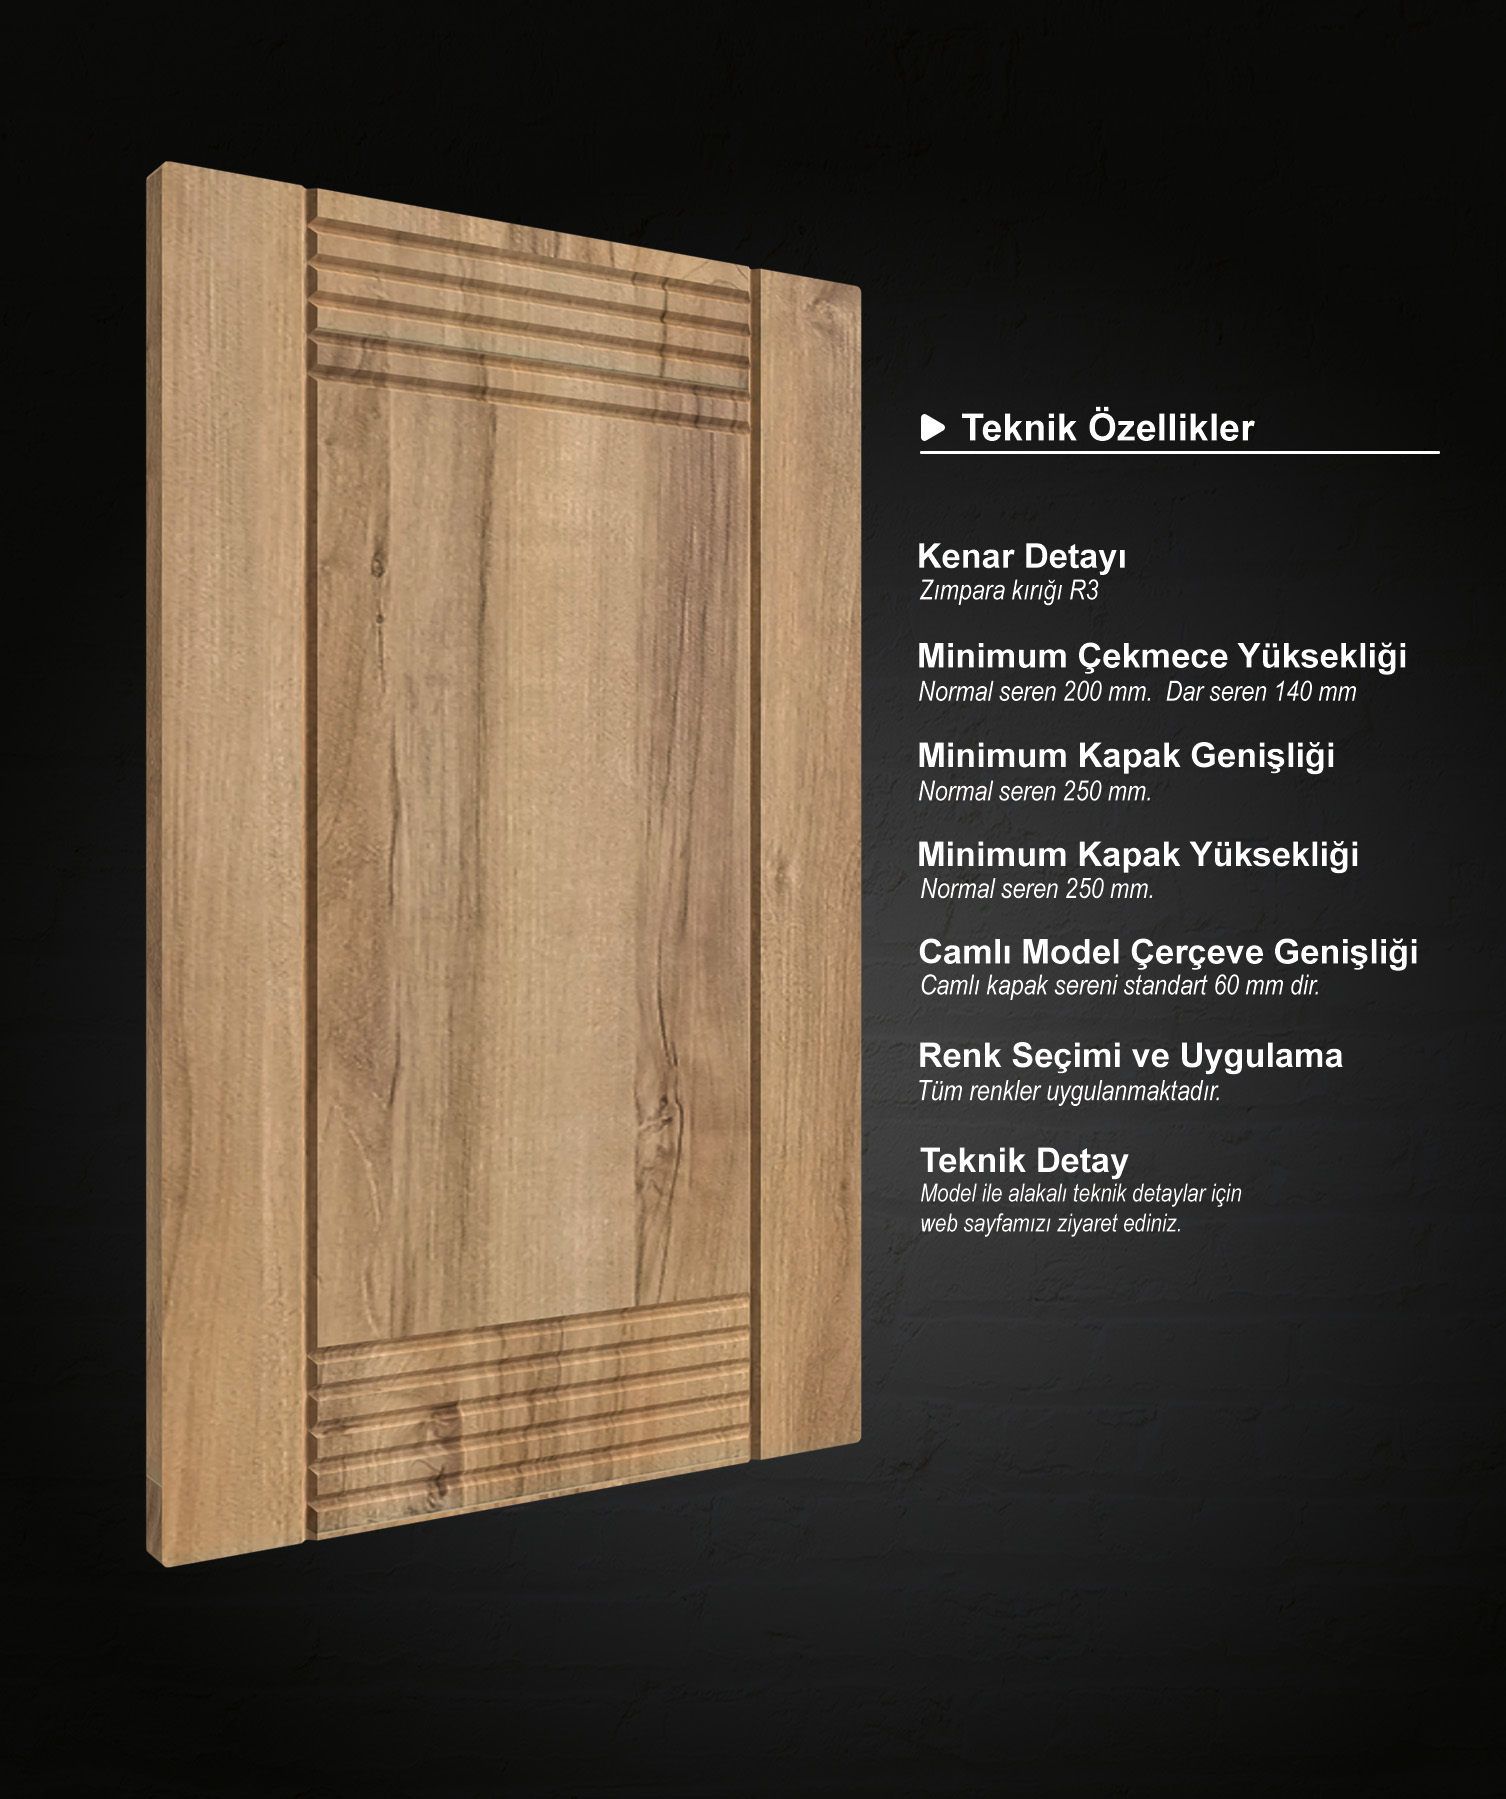 Teknik Özellikler
Kenar Detayı
Zımpara kırığı R3
Minimum Çekmece Yüksekliği
Normal seren 200 mm.  Dar seren 140 mm
Minimum Kapak Genişliği
Normal seren 250 mm.
Minimum Kapak Yüksekliği
Normal seren 250 mm.
Camlı Model Çerçeve Genişliği
Camlı kapak sereni standart 60 mm dir.
Renk Seçimi ve Uygulama
Tüm renkler uygulanmaktadır.
Teknik Detay
Model ile alakalı teknik detaylar için
web sayfamızı ziyaret ediniz.